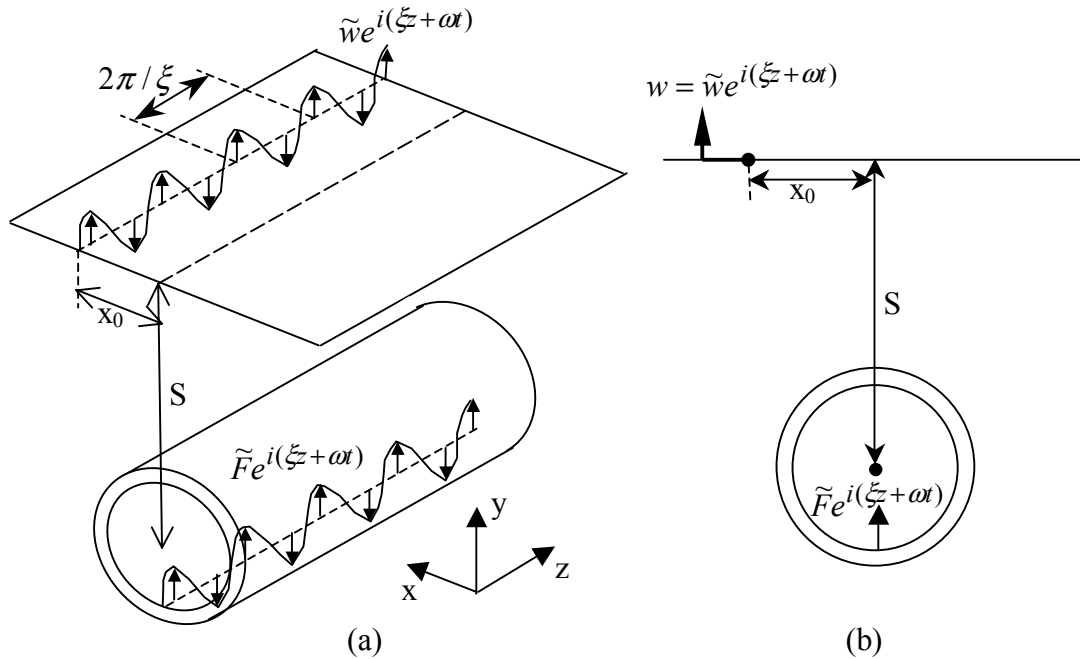 w̃e^{i(ξz+ωt)}
2π/ξ
x₀
S
F̃e^{i(ξz+ωt)}
y
x
z
(a)
w = w̃e^{i(ξz+ωt)}
x₀
S
F̃e^{i(ξz+ωt)}
(b)